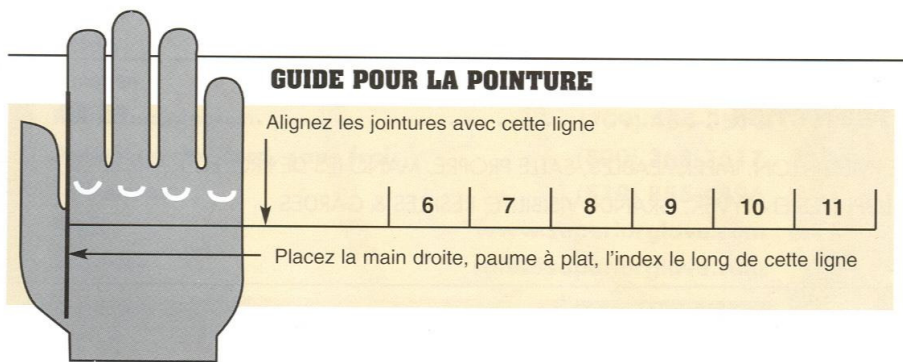 GUIDE POUR LA POINTURE
Alignez les jointures avec cette ligne
6 7 8 9 10 11
Placez la main droite, paume à plat, l'index le long de cette ligne